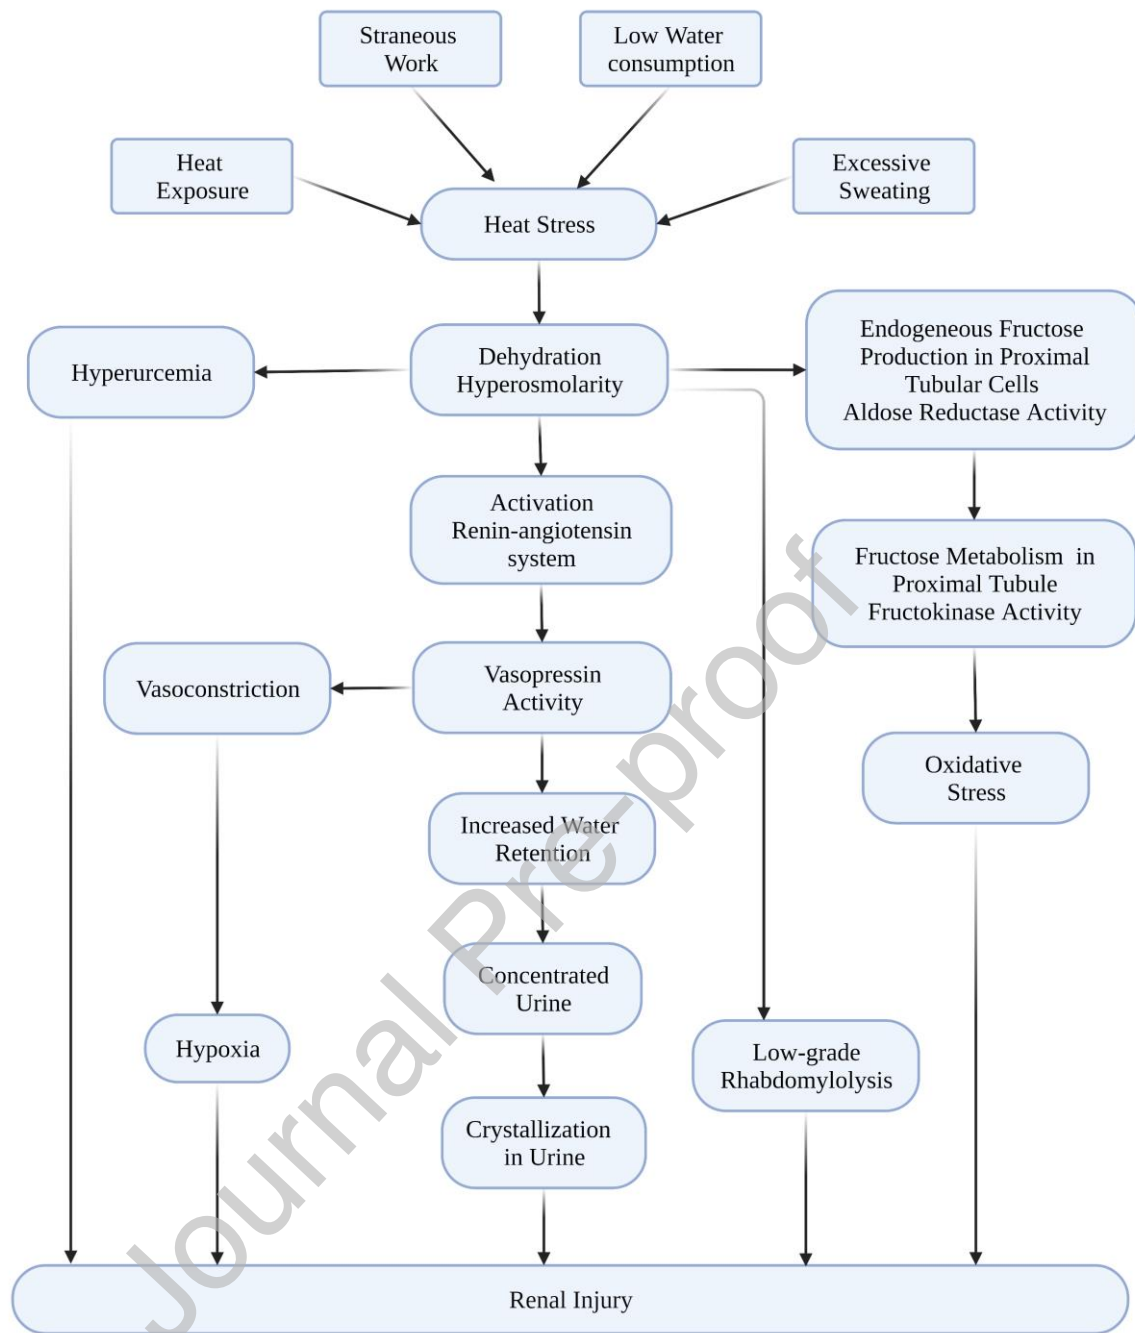 Straneous
Work
Low Water
consumption
Heat
Exposure
Excessive
Sweating
Heat Stress
Hyperurcemia
Dehydration
Hyperosmolarity
Endogeneous Fructose
Production in Proximal
Tubular Cells
Aldose Reductase Activity
Activation
Renin-angiotensin
system
Fructose Metabolism in
Proximal Tubule
Fructokinase Activity
Vasoconstriction
Vasopressin
Activity
Oxidative
Stress
Increased Water
Retention
Concentrated
Urine
Hypoxia
Low-grade
Rhabdomylolysis
Crystallization
in Urine
Renal Injury
Journal Pre-proof